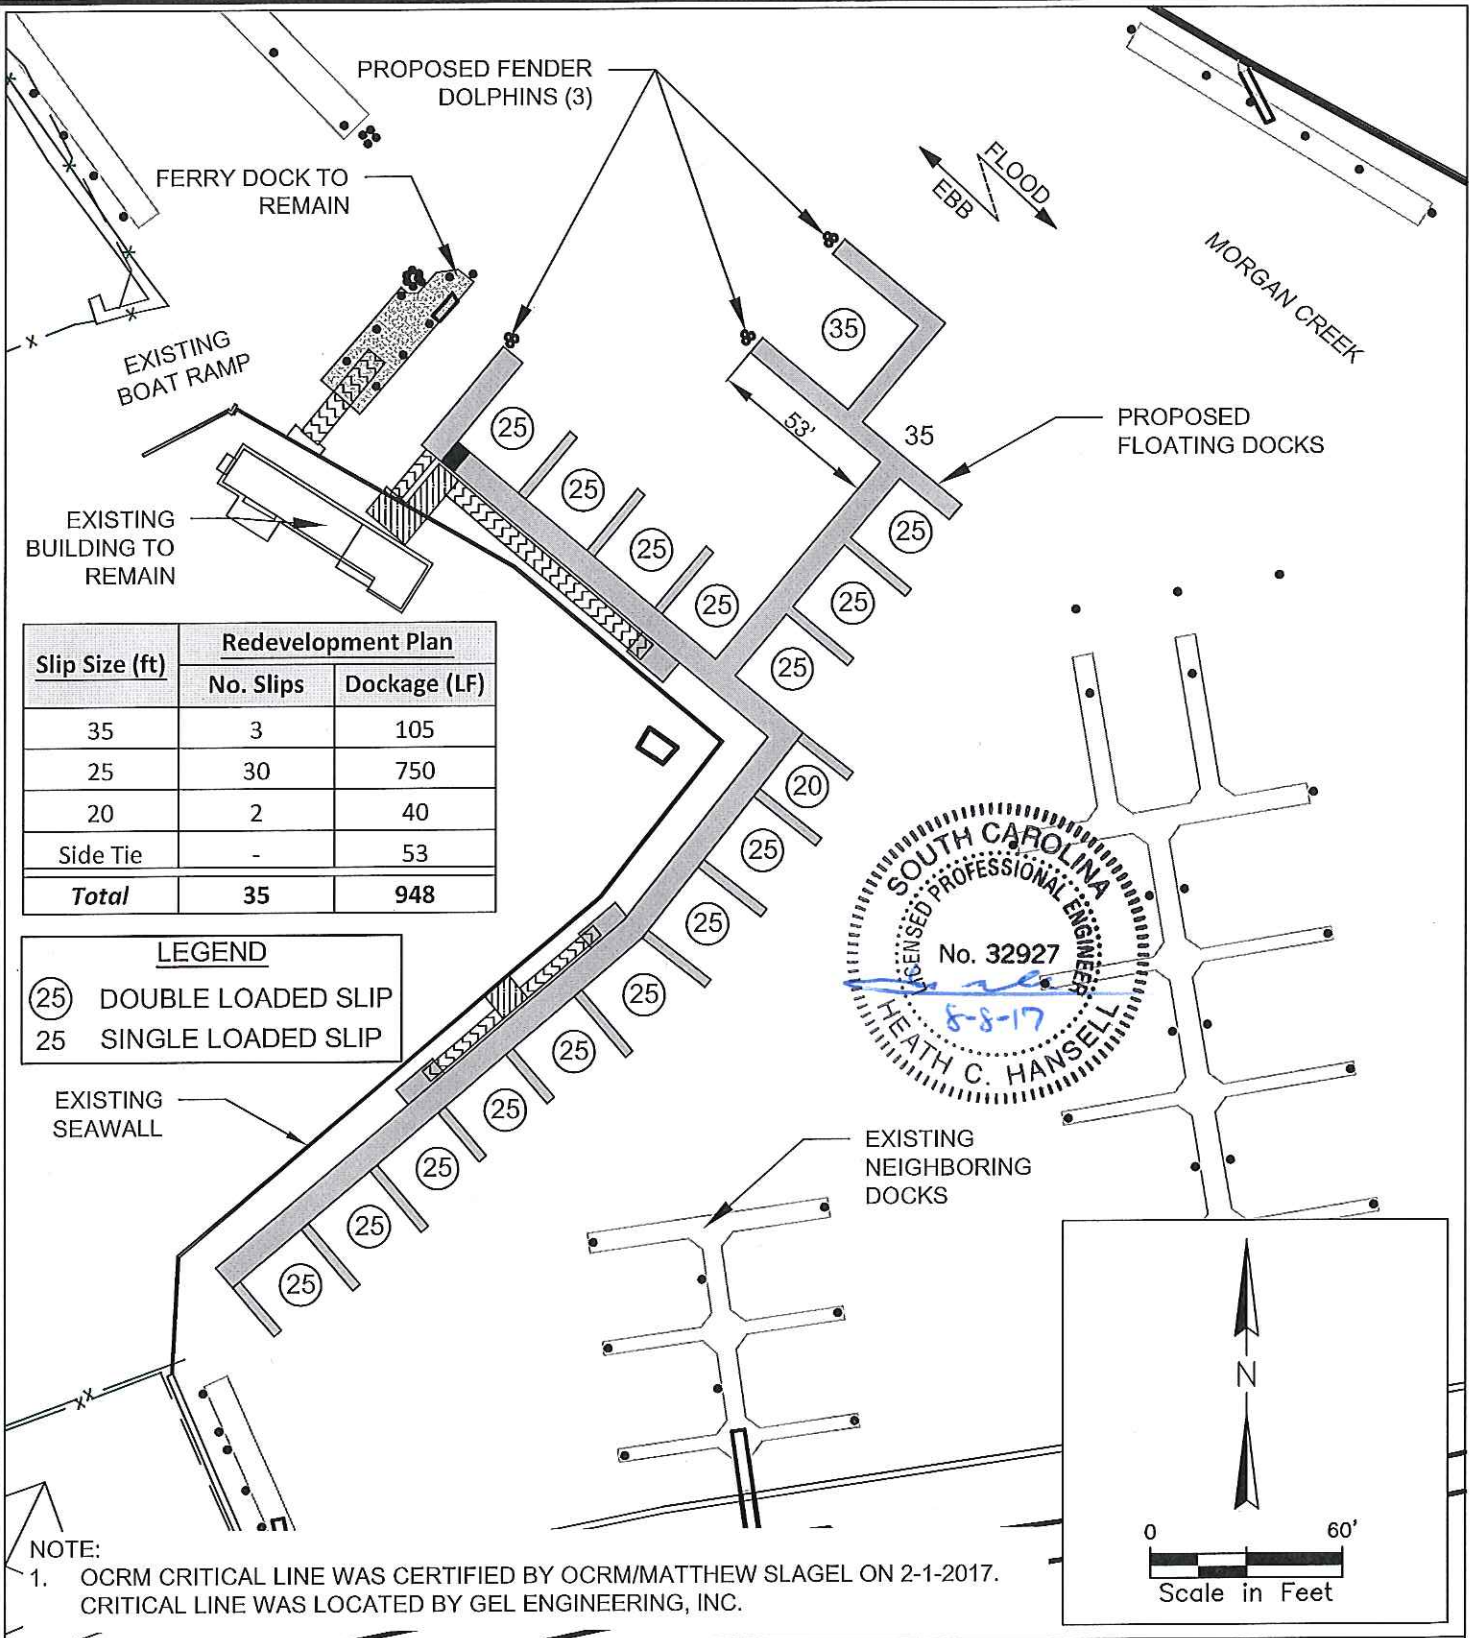 PROPOSED FENDER
DOLPHINS (3)
FERRY DOCK TO
REMAIN
FLOOD
EBB
MORGAN CREEK
EXISTING
BOAT RAMP
35
53'
35
PROPOSED
FLOATING DOCKS
25
25
25
25
25
25
25
EXISTING
BUILDING TO
REMAIN
Slip Size (ft) Redevelopment Plan
No. Slips Dockage (LF)
35 3 105
25 30 750
20 2 40
Side Tie - 53
Total 35 948
20
25
25
25
25
25
25
25
25
LEGEND
25 DOUBLE LOADED SLIP
25 SINGLE LOADED SLIP
EXISTING
SEAWALL
SOUTH CAROLINA
LICENSED PROFESSIONAL ENGINEER
No. 32927
8-8-17
HEATH C. HANSELL
EXISTING
NEIGHBORING
DOCKS
N
0 60'
Scale in Feet
NOTE:
1. OCRM CRITICAL LINE WAS CERTIFIED BY OCRM/MATTHEW SLAGEL ON 2-1-2017.
CRITICAL LINE WAS LOCATED BY GEL ENGINEERING, INC.